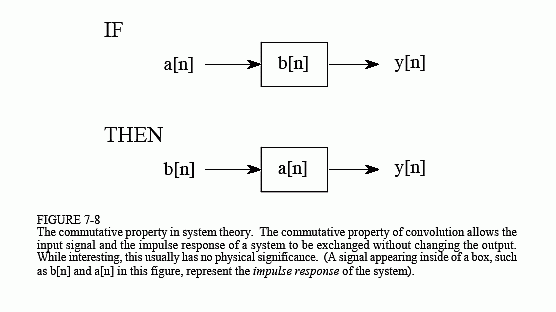 IF
a[n] b[n] y[n]
THEN
b[n] a[n] y[n]
FIGURE 7-8
The commutative property in system theory. The commutative property of convolution allows the
input signal and the impulse response of a system to be exchanged without changing the output.
While interesting, this usually has no physical significance. (A signal appearing inside of a box, such
as b[n] and a[n] in this figure, represent the impulse response of the system).